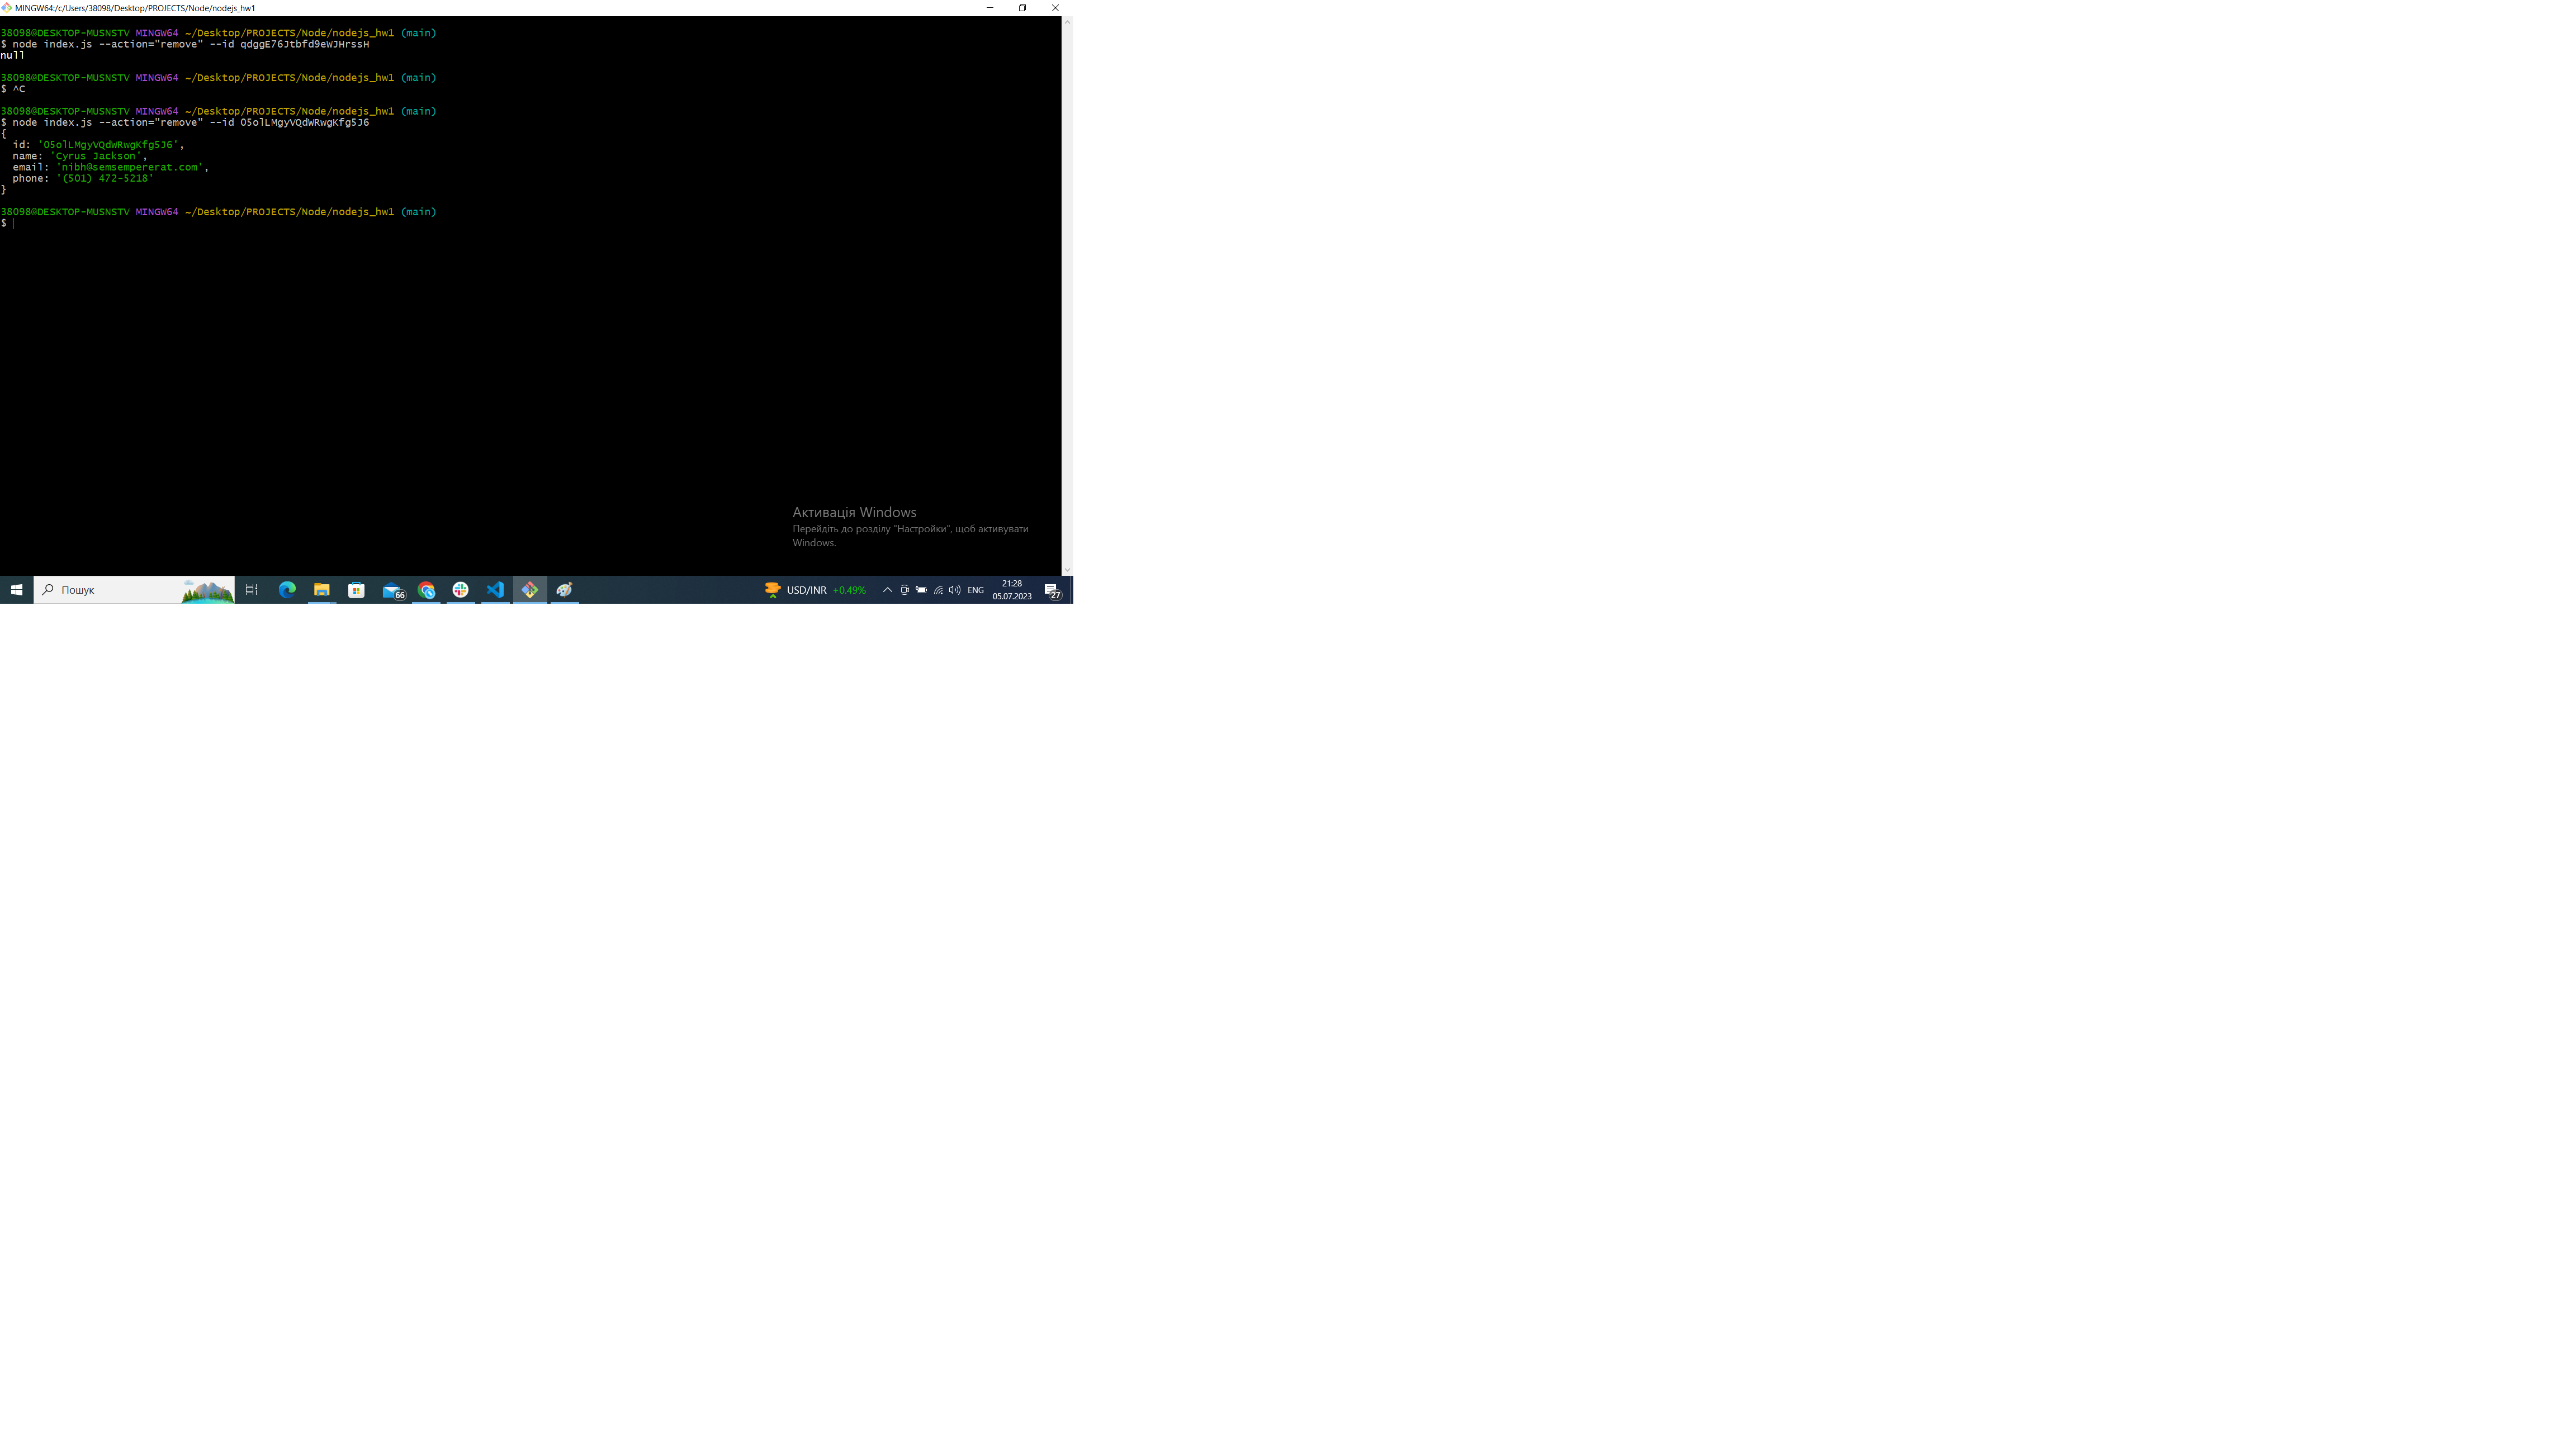 MINGW64:/c/Users/38098/Desktop/PROJECTS/Node/nodejs_hw1
38098@DESKTOP-MUSNSTV MINGW64 ~/Desktop/PROJECTS/Node/nodejs_hw1 (main)
$ node index.js --action="remove" --id qdggE76Jtbfd9eWJHrssH
null
38098@DESKTOP-MUSNSTV MINGW64 ~/Desktop/PROJECTS/Node/nodejs_hw1 (main)
$ ^C
38098@DESKTOP-MUSNSTV MINGW64 ~/Desktop/PROJECTS/Node/nodejs_hw1 (main)
$ node index.js --action="remove" --id O5olLMgyVQdWRwgKfg5J6
{
  id: 'O5olLMgyVQdWRwgKfg5J6',
  name: 'Cyrus Jackson',
  email: 'nibh@semsempererat.com',
  phone: '(501) 472-5218'
}
38098@DESKTOP-MUSNSTV MINGW64 ~/Desktop/PROJECTS/Node/nodejs_hw1 (main)
$
Активація Windows
Перейдіть до розділу "Настройки", щоб активувати
Windows.
Пошук
66
USD/INR +0.49%
ENG
21:28
05.07.2023
27